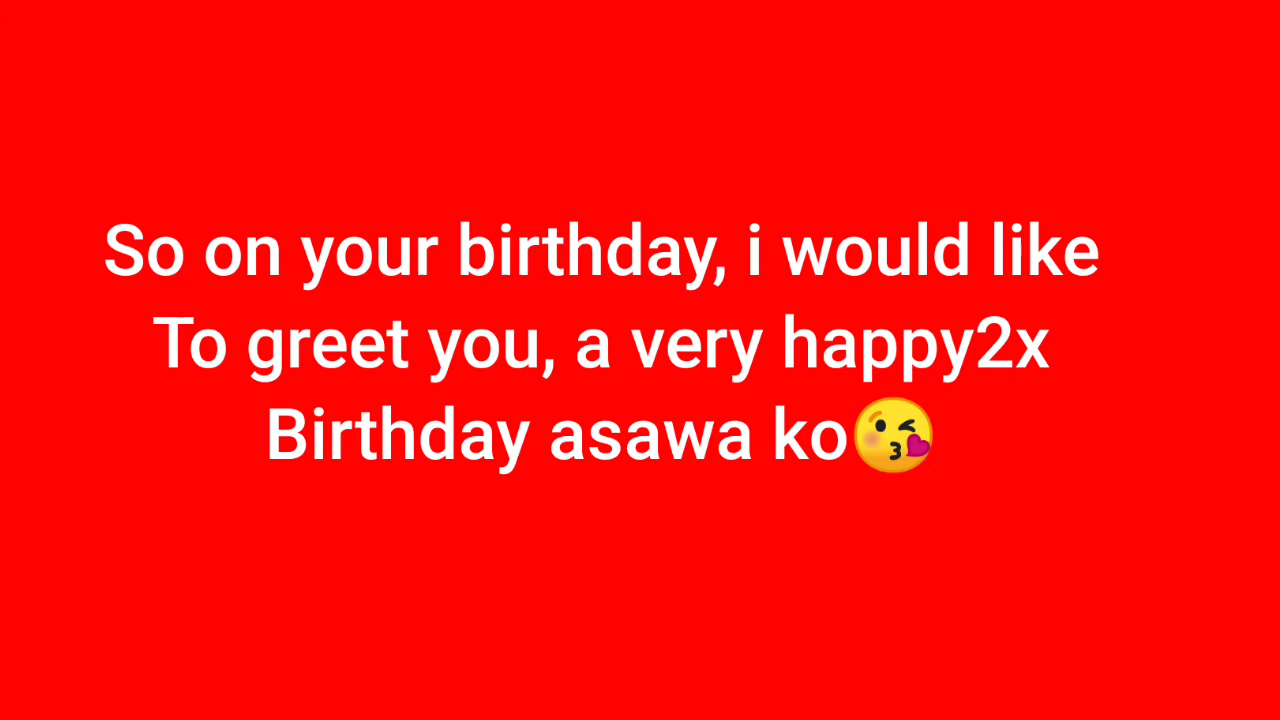 So on your birthday, i would like
To greet you, a very happy2x
Birthday asawa ko😘